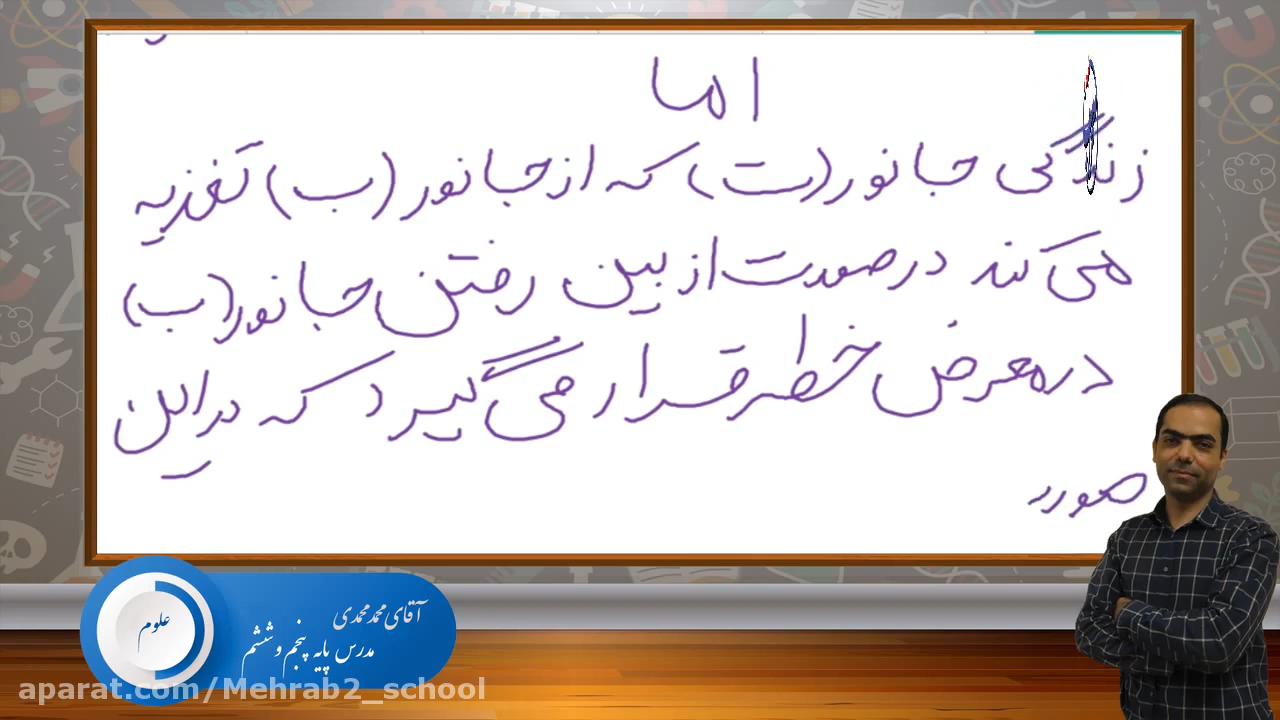 اما
زندگی جانور (ت) که از جانور (ب) تغذیه
می کند در صورت از بین رفتن جانور (ب)
در معرض خطر قرار می گیرد که در این
صورت
آقای محمد محمدی
علوم
مدرس پایه پنجم و ششم
aparat.com/Mehrab2_school